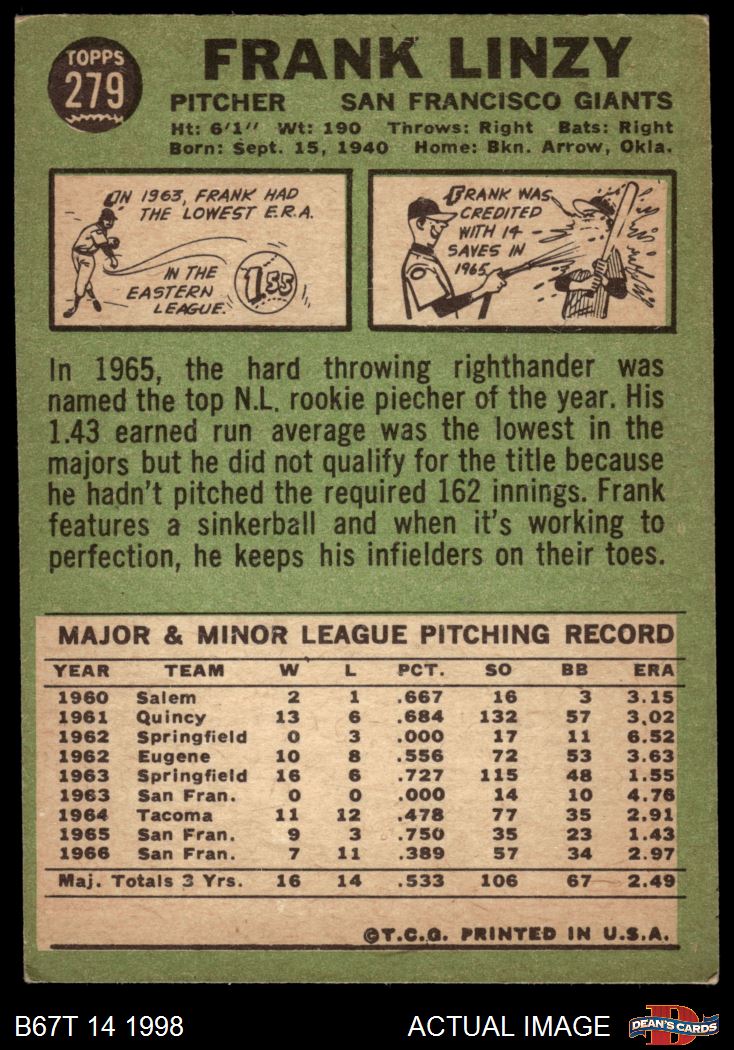 TOPPS
279
FRANK LINZY
PITCHER SAN FRANCISCO GIANTS
Ht: 6'1" Wt: 190 Throws: Right Bats: Right
Born: Sept. 15, 1940 Home: Bkn. Arrow, Okla.
IN 1963, FRANK HAD
THE LOWEST E.R.A.
IN THE
EASTERN
LEAGUE.
1.55
FRANK WAS
CREDITED
WITH 14
SAVES IN
1965
In 1965, the hard throwing righthander was
named the top N.L. rookie piecher of the year. His
1.43 earned run average was the lowest in the
majors but he did not qualify for the title because
he hadn't pitched the required 162 innings. Frank
features a sinkerball and when it's working to
perfection, he keeps his infielders on their toes.
MAJOR & MINOR LEAGUE PITCHING RECORD
YEAR TEAM W L PCT. SO BB ERA
1960 Salem 2 1 .667 16 3 3.15
1961 Quincy 13 6 .684 132 57 3.02
1962 Springfield 0 3 .000 17 11 6.52
1962 Eugene 10 8 .556 72 53 3.63
1963 Springfield 16 6 .727 115 48 1.55
1963 San Fran. 0 0 .000 14 10 4.76
1964 Tacoma 11 12 .478 77 35 2.91
1965 San Fran. 9 3 .750 35 23 1.43
1966 San Fran. 7 11 .389 57 34 2.97
Maj. Totals 3 Yrs. 16 14 .533 106 67 2.49
©T.C.G. PRINTED IN U.S.A.
B67T 14 1998 ACTUAL IMAGE DEAN'S CARDS